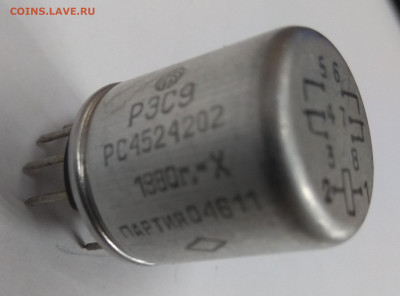 COINS.LAVE.RU
РЭС9
РС4524202
1980г.-X
ПАРТИЯ04611
5 6
4 7
3 8
2 1